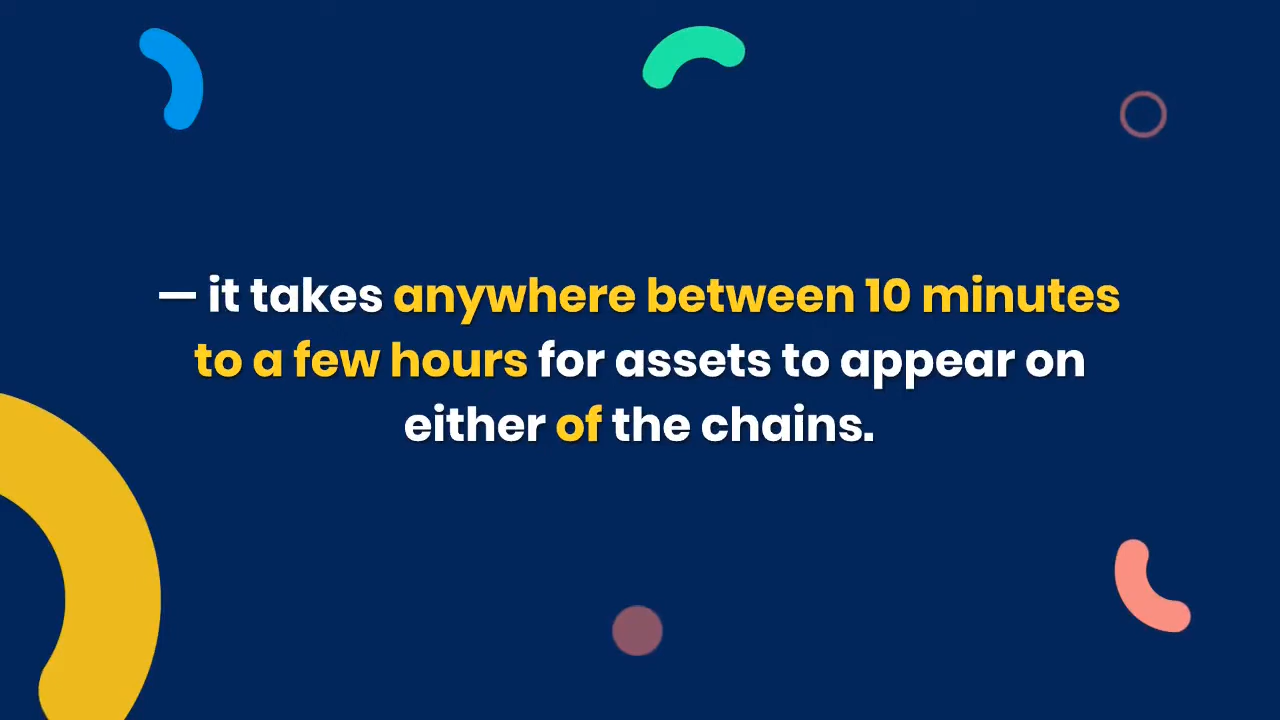 — it takes anywhere between 10 minutes
to a few hours for assets to appear on
either of the chains.